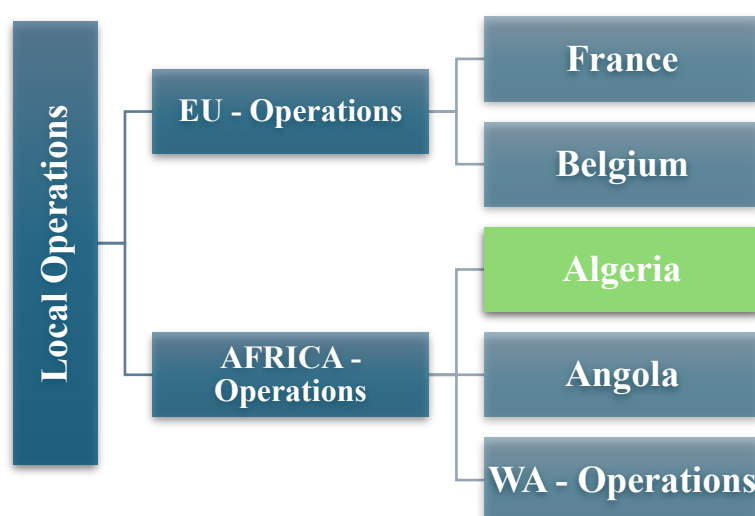 Local Operations
EU - Operations
France
Belgium
AFRICA -
Operations
Algeria
Angola
WA - Operations